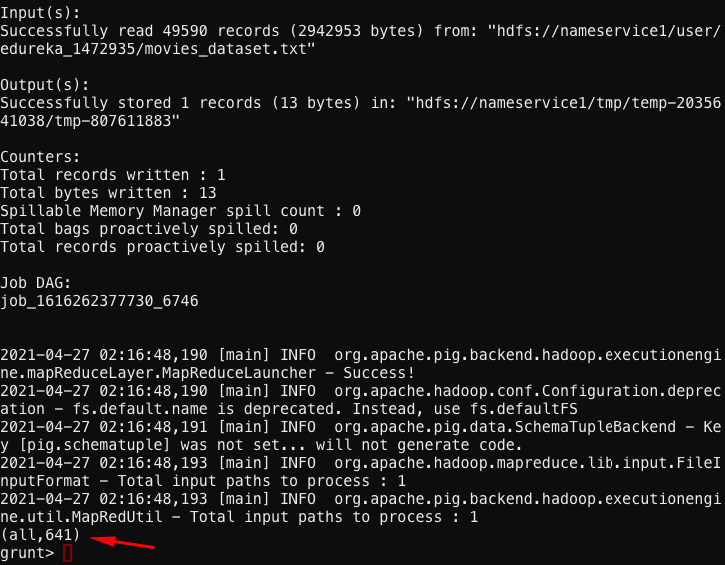 Input(s):
Successfully read 49590 records (2942953 bytes) from: "hdfs://nameservice1/user/
edureka_1472935/movies_dataset.txt"
Output(s):
Successfully stored 1 records (13 bytes) in: "hdfs://nameservice1/tmp/temp-20356
41038/tmp-807611883"
Counters:
Total records written : 1
Total bytes written : 13
Spillable Memory Manager spill count : 0
Total bags proactively spilled: 0
Total records proactively spilled: 0
Job DAG:
job_1616262377730_6746
2021-04-27 02:16:48,190 [main] INFO  org.apache.pig.backend.hadoop.executionengi
ne.mapReduceLayer.MapReduceLauncher - Success!
2021-04-27 02:16:48,190 [main] INFO  org.apache.hadoop.conf.Configuration.deprec
ation - fs.default.name is deprecated. Instead, use fs.defaultFS
2021-04-27 02:16:48,191 [main] INFO  org.apache.pig.data.SchemaTupleBackend - Ke
y [pig.schematuple] was not set... will not generate code.
2021-04-27 02:16:48,193 [main] INFO  org.apache.hadoop.mapreduce.lib.input.FileI
nputFormat - Total input paths to process : 1
2021-04-27 02:16:48,193 [main] INFO  org.apache.pig.backend.hadoop.executionengi
ne.util.MapRedUtil - Total input paths to process : 1
(all,641)
grunt>